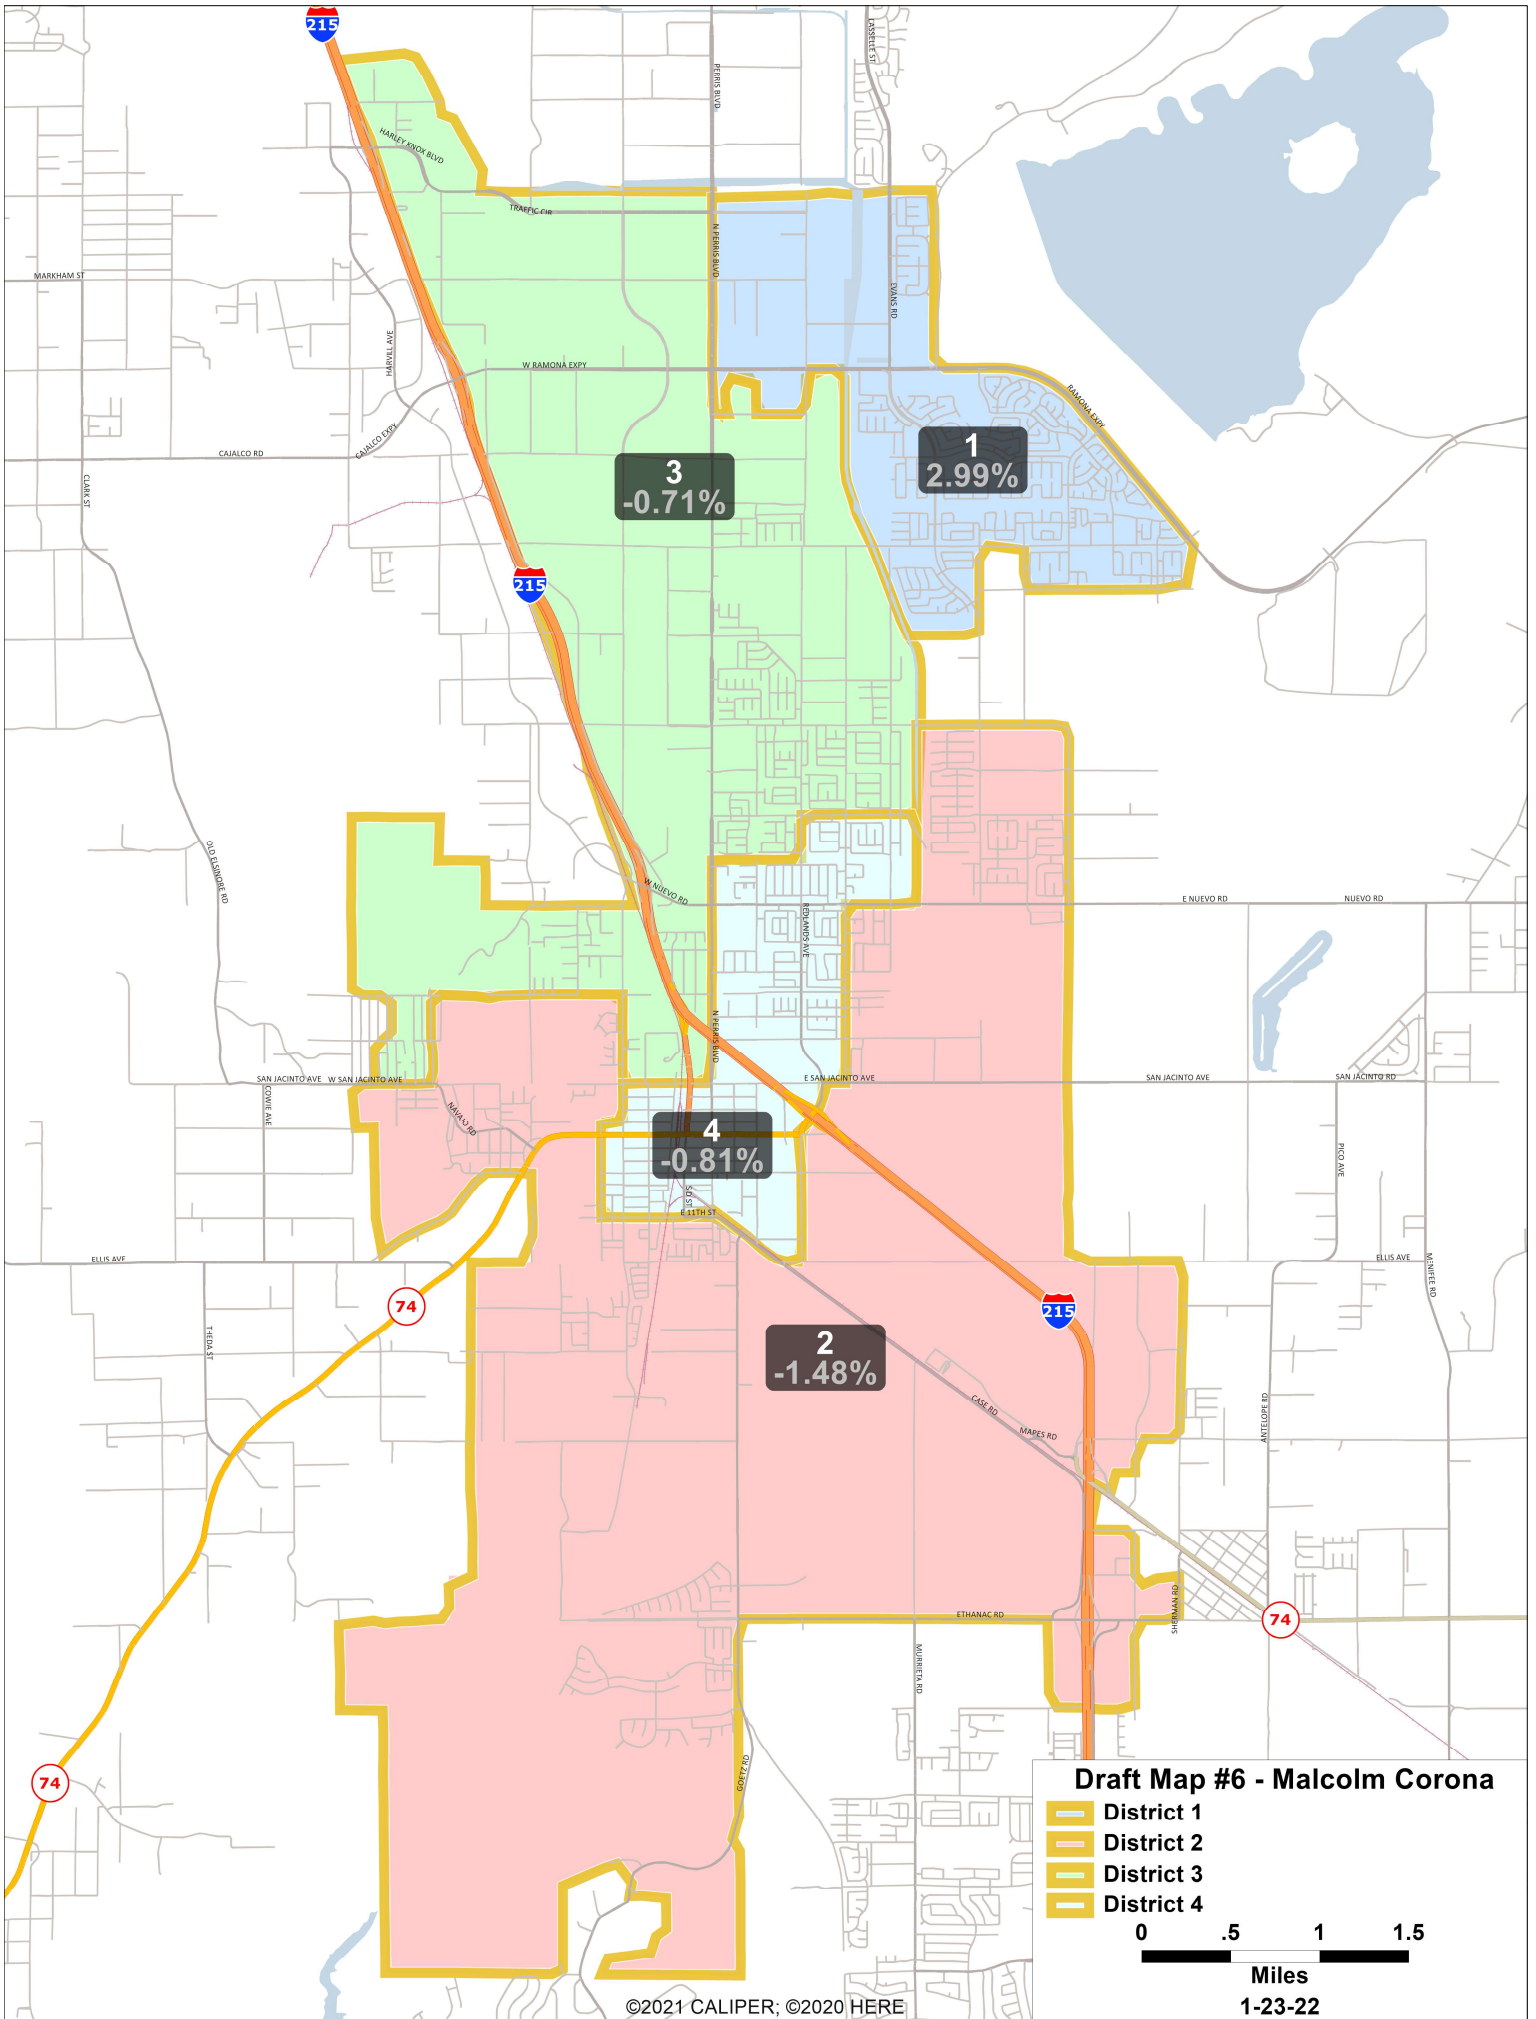 215
LASSELLE ST
PERRIS BLVD
HARLEY KNOX BLVD
TRAFFIC CIR
N PERRIS BLVD
MARKHAM ST
EVANS RD
HARVILL AVE
W RAMONA EXPY
RAMONA EXPY
CAJALCO EXPY
CAJALCO RD
1
2.99%
3
-0.71%
CLARK ST
215
OLD ELSINORE RD
W NUEVO RD
E NUEVO RD
NUEVO RD
REDLANDS AVE
N PERRIS BLVD
SAN JACINTO AVE
W SAN JACINTO AVE
E SAN JACINTO AVE
SAN JACINTO AVE
SAN JACINTO RD
COWIE AVE
NAVAJO RD
4
-0.81%
PICO AVE
S D ST
E 11TH ST
ELLIS AVE
ELLIS AVE
MENIFEE RD
74
215
THEDA ST
2
-1.48%
CASE RD
MAPES RD
ANTELOPE RD
SHERMAN RD
ETHANAC RD
74
MURRIETA RD
GOETZ RD
74
Draft Map #6 - Malcolm Corona
District 1
District 2
District 3
District 4
0 .5 1 1.5
Miles
1-23-22
©2021 CALIPER; ©2020 HERE